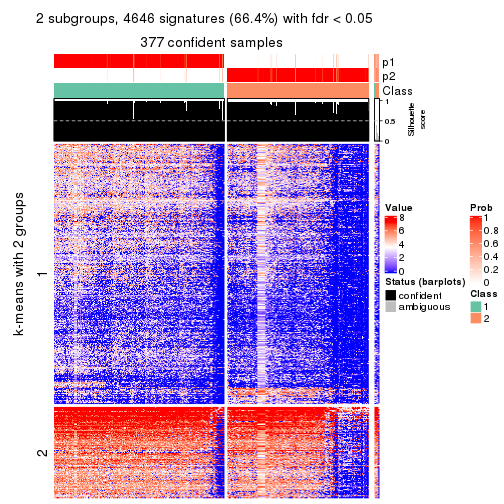 2 subgroups, 4646 signatures (66.4%) with fdr < 0.05
377 confident samples
p1
p2
Class
1
0.5
0
Silhouette
score
k-means with 2 groups
1
2
Value
8
6
4
2
0
Status (barplots)
confident
ambiguous
Prob
1
0.8
0.6
0.4
0.2
0
Class
1
2